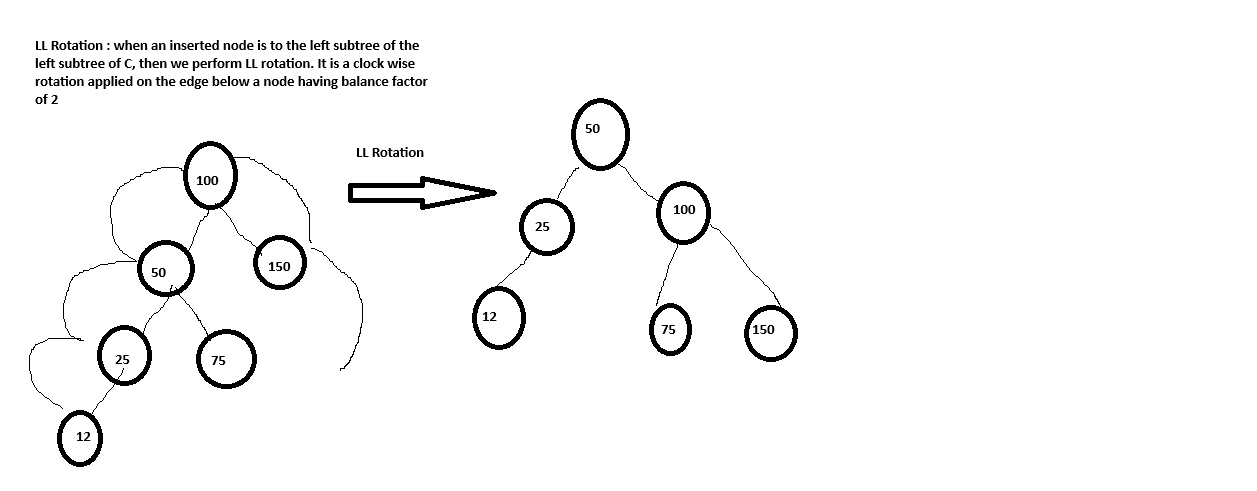 LL Rotation : when an inserted node is to the left subtree of the
left subtree of C, then we perform LL rotation. It is a clock wise
rotation applied on the edge below a node having balance factor
of 2
LL Rotation
100
50
150
25
75
12
50
25
100
12
75
150